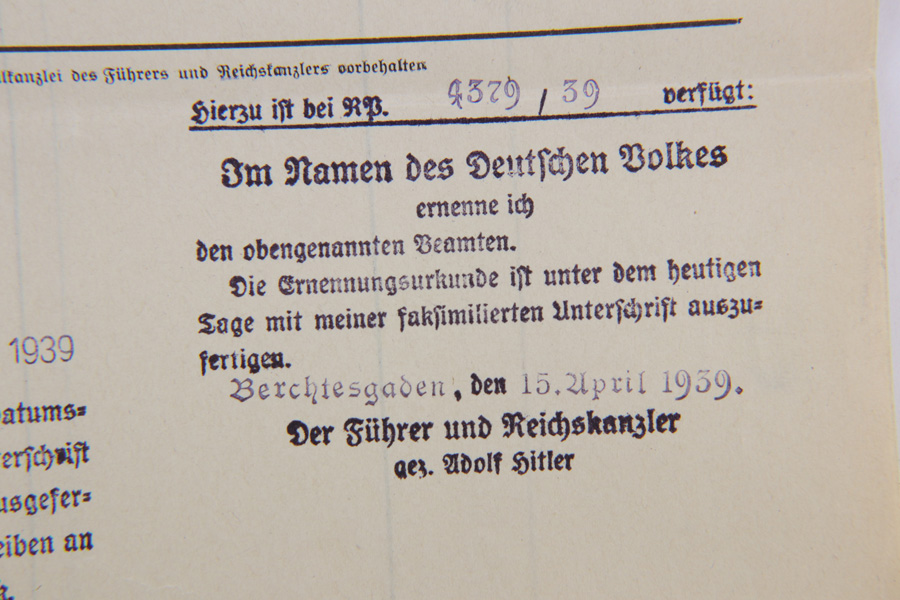 lkanzlei des Führers und Reichskanzlers vorbehalten
Hierzu ist bei RP. 4379 / 39 verfügt:
Im Namen des Deutschen Volkes
ernenne ich
den obengenannten Beamten.
Die Ernennungsurkunde ist unter dem heutigen
Tage mit meiner faksimilierten Unterschrift auszu=
fertigen.
Berchtesgaden, den 15. April 1939.
Der Führer und Reichskanzler
gez. Adolf Hitler
1939
atums=
erschrift
usgefer=
eiben an